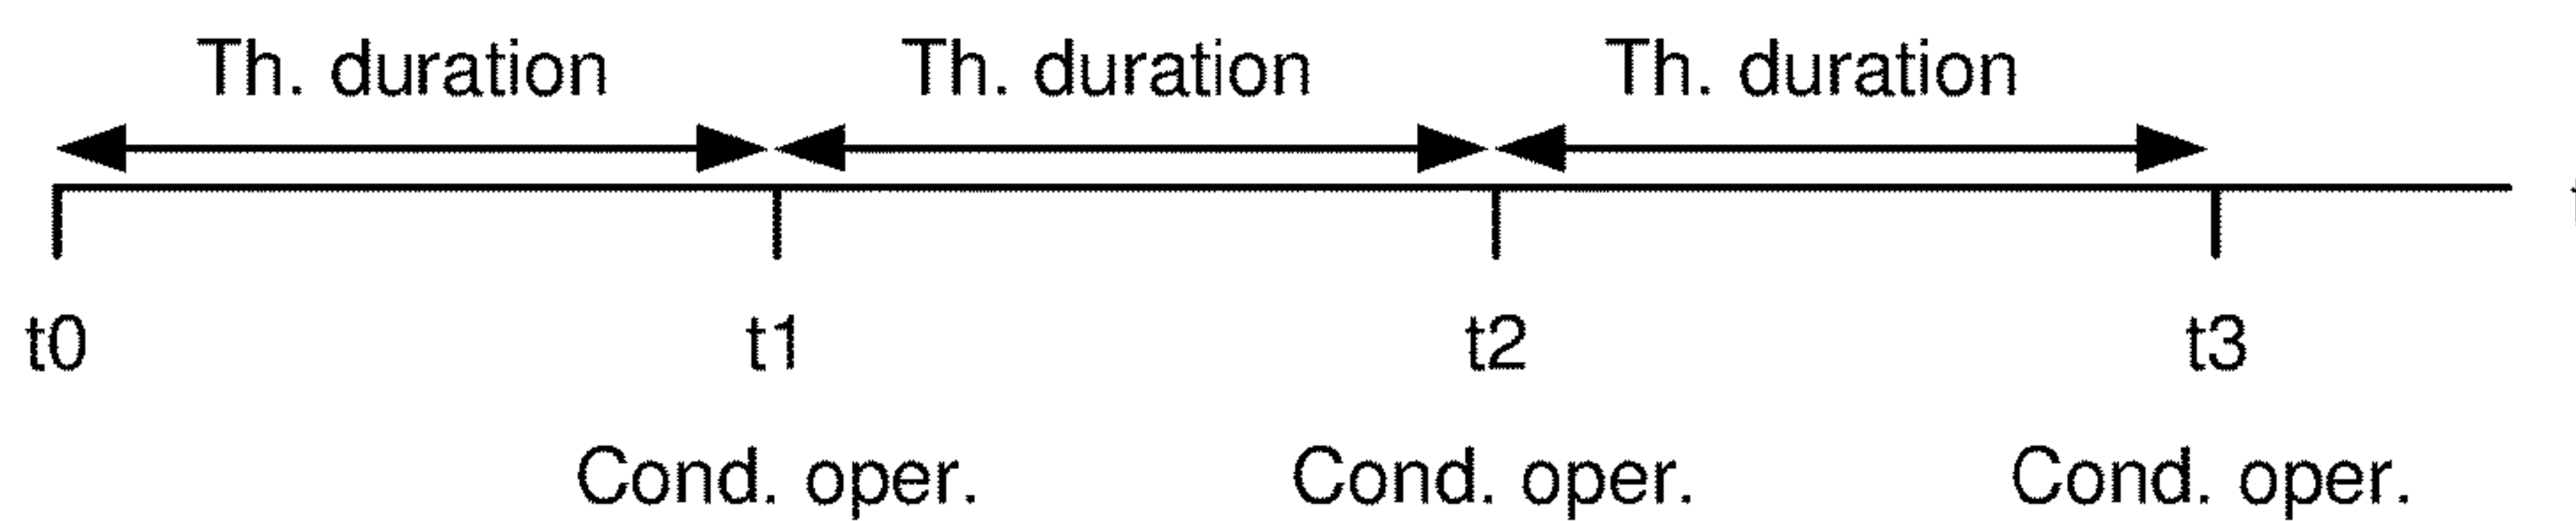 Th. duration Th. duration Th. duration
t0 t1 t2 t3
Cond. oper. Cond. oper. Cond. oper.